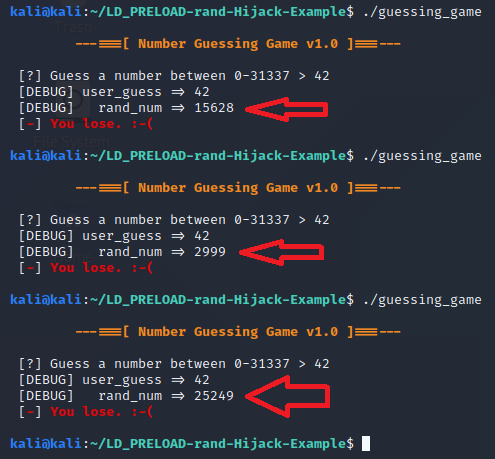 kali@kali:~/LD_PRELOAD-rand-Hijack-Example$ ./guessing_game
---===[ Number Guessing Game v1.0 ]===---
[?] Guess a number between 0-31337 > 42
[DEBUG] user_guess => 42
[DEBUG]   rand_num => 15628
[-] You lose. :-(
kali@kali:~/LD_PRELOAD-rand-Hijack-Example$ ./guessing_game
---===[ Number Guessing Game v1.0 ]===---
[?] Guess a number between 0-31337 > 42
[DEBUG] user_guess => 42
[DEBUG]   rand_num => 2999
[-] You lose. :-(
kali@kali:~/LD_PRELOAD-rand-Hijack-Example$ ./guessing_game
---===[ Number Guessing Game v1.0 ]===---
[?] Guess a number between 0-31337 > 42
[DEBUG] user_guess => 42
[DEBUG]   rand_num => 25249
[-] You lose. :-(
kali@kali:~/LD_PRELOAD-rand-Hijack-Example$